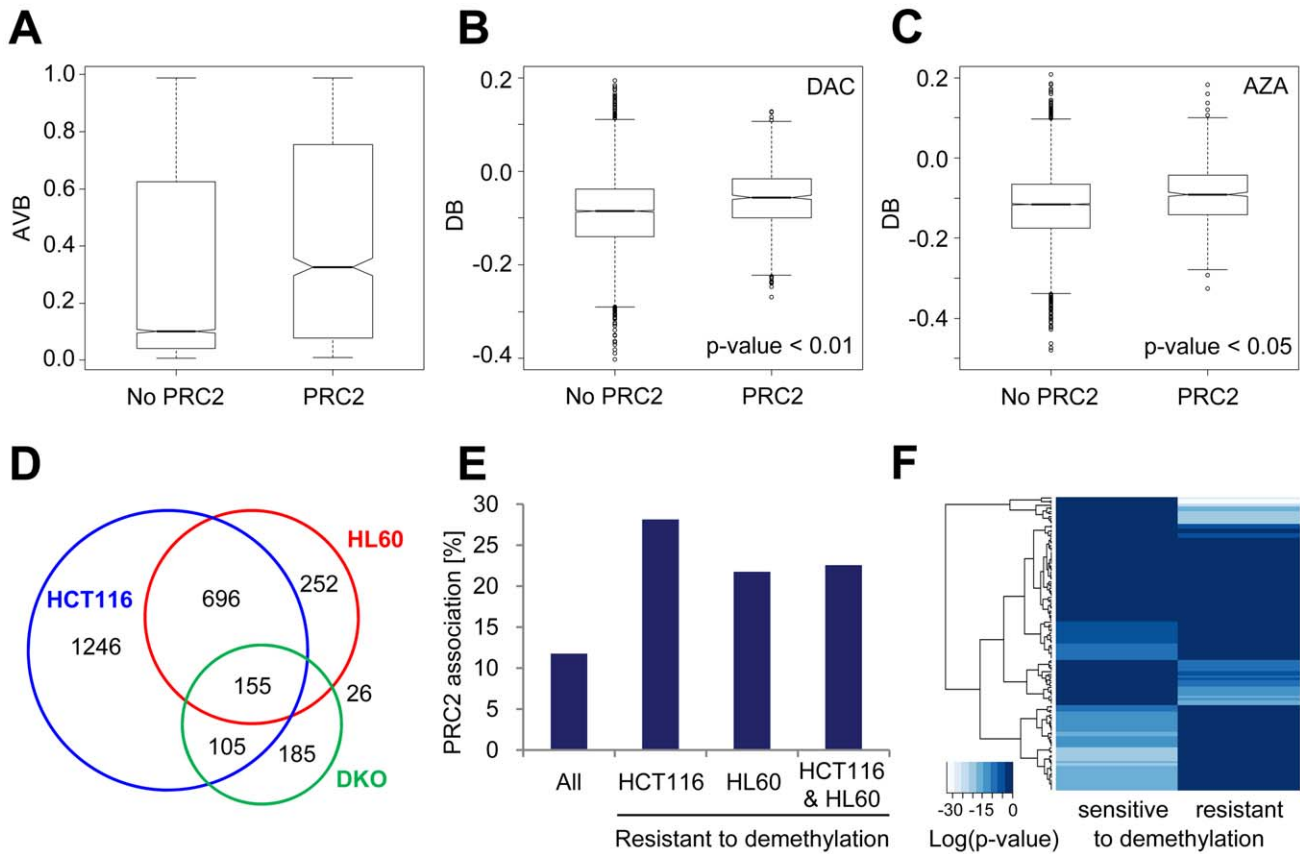 A
AVB
1.0
0.8
0.6
0.4
0.2
0.0
No PRC2
PRC2
B
DB
0.2
0.0
-0.2
-0.4
DAC
p-value < 0.01
No PRC2
PRC2
C
DB
0.2
0.0
-0.2
-0.4
AZA
p-value < 0.05
No PRC2
PRC2
D
HCT116
HL60
DKO
1246
696
252
155
26
105
185
E
PRC2 association [%]
30
25
20
15
10
5
0
All
HCT116
HL60
HCT116
& HL60
Resistant to demethylation
F
-30
-15
0
Log(p-value)
sensitive
resistant
to demethylation